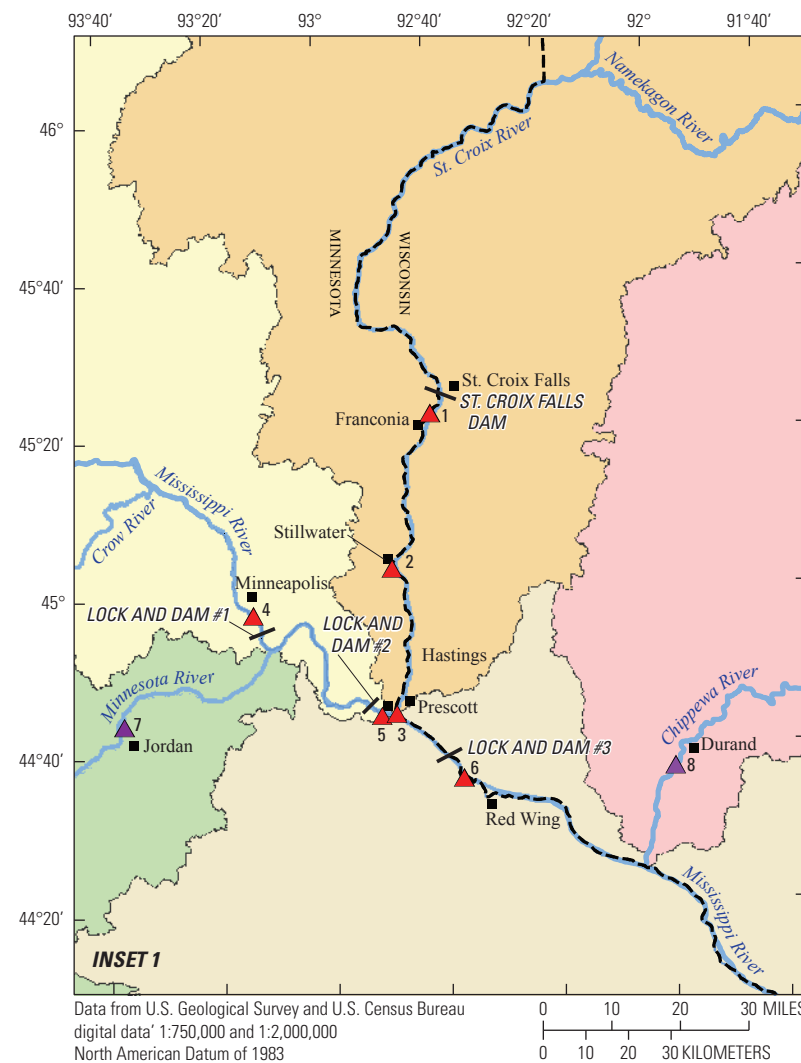 93°40′ 93°20′ 93° 92°40′ 92°20′ 92° 91°40′
Namekagon River
46°
St. Croix River
MINNESOTA
WISCONSIN
45°40′
St. Croix Falls
ST. CROIX FALLS
DAM
1
Franconia
45°20′
Mississippi River
Crow River
Stillwater
2
Minneapolis
45°
4
LOCK AND DAM #1
LOCK AND
DAM #2
Hastings
Minnesota River
Prescott
Chippewa River
7
Jordan
5 3
LOCK AND DAM #3
Durand
44°40′
8
6
Red Wing
Mississippi River
44°20′
INSET 1
Data from U.S. Geological Survey and U.S. Census Bureau
digital data' 1:750,000 and 1:2,000,000
North American Datum of 1983
0 10 20 30 MILES
0 10 20 30 KILOMETERS